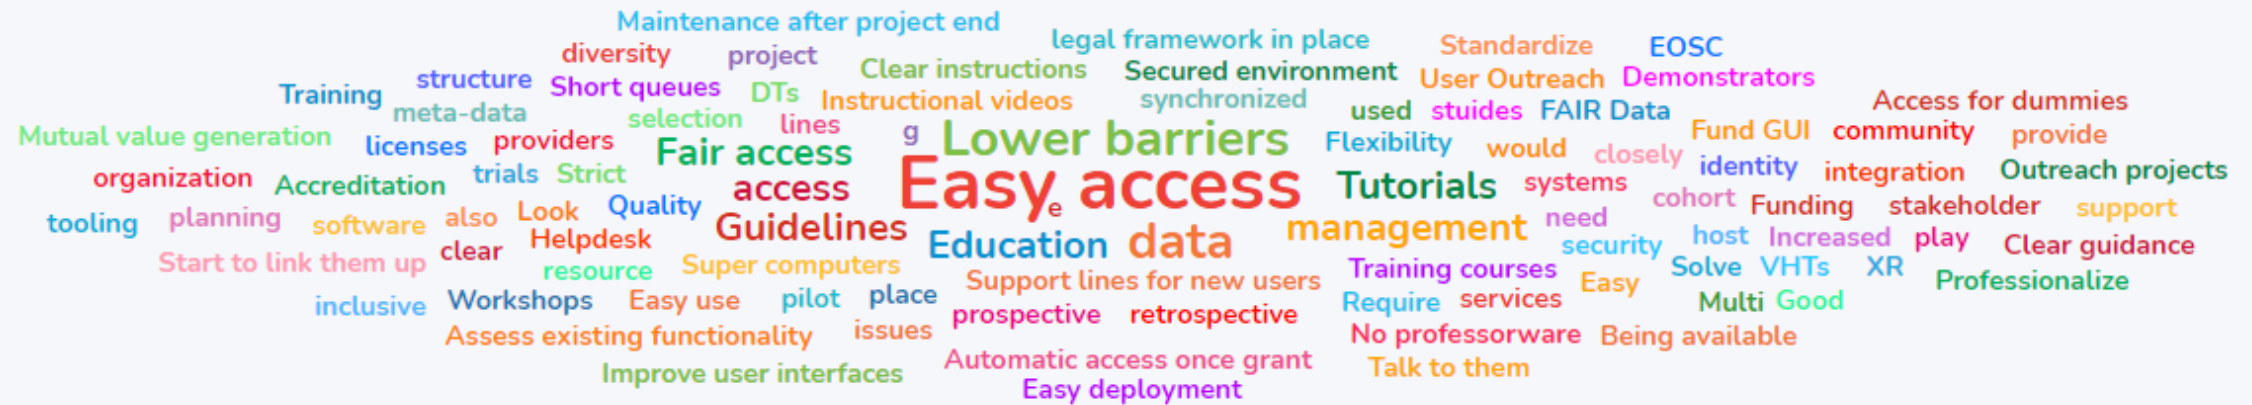 Maintenance after project end
diversity project legal framework in place Standardize EOSC
Training structure Short queues DTs Clear instructions Secured environment User Outreach Demonstrators
meta-data selection lines Instructional videos synchronized used stuides FAIR Data Access for dummies
Mutual value generation licenses providers Fair access g Lower barriers Flexibility would closely Fund GUI community provide
organization Accreditation trials Strict access Easy access Tutorials systems identity integration Outreach projects
tooling planning software also Look Quality Guidelines e management need cohort Funding stakeholder support
Start to link them up clear Helpdesk Education data security host Increased play Clear guidance
resource Super computers Support lines for new users Training courses Easy Solve VHTs XR Professionalize
inclusive Workshops Easy use pilot place prospective retrospective Require services Multi Good
Assess existing functionality issues No professorware Being available
Improve user interfaces Automatic access once grant Talk to them
Easy deployment